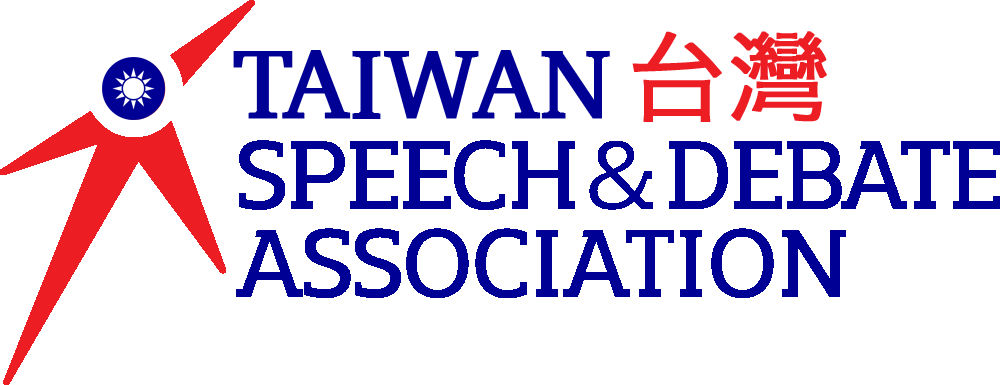 TAIWAN 台灣
SPEECH & DEBATE
ASSOCIATION